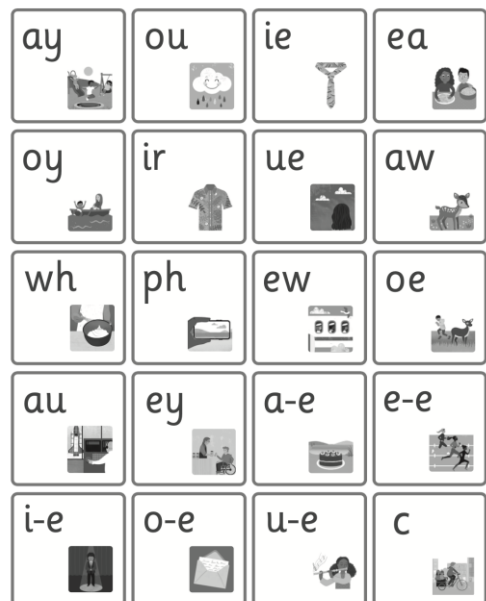 ay ou ie ea
oy ir ue aw
wh ph ew oe
au ey a-e e-e
i-e o-e u-e c